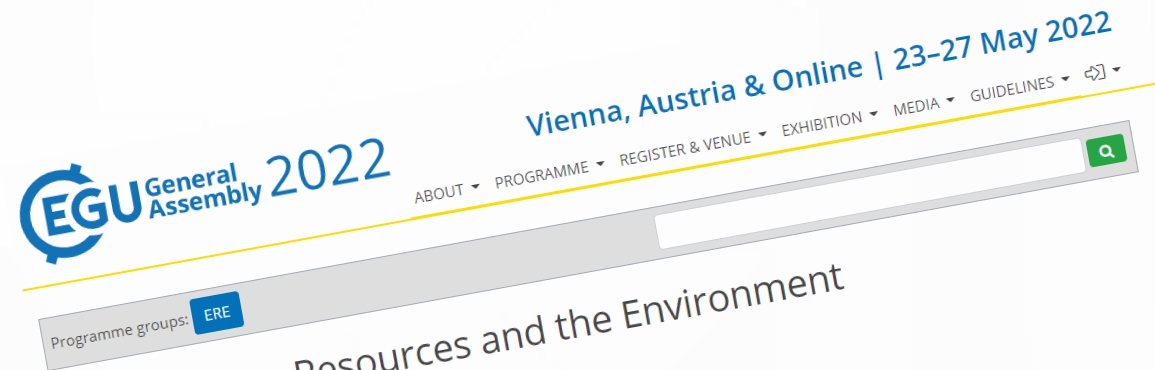 Vienna, Austria & Online | 23–27 May 2022
EGU General Assembly 2022
ABOUT PROGRAMME REGISTER & VENUE EXHIBITION MEDIA GUIDELINES
Programme groups: ERE
Resources and the Environment